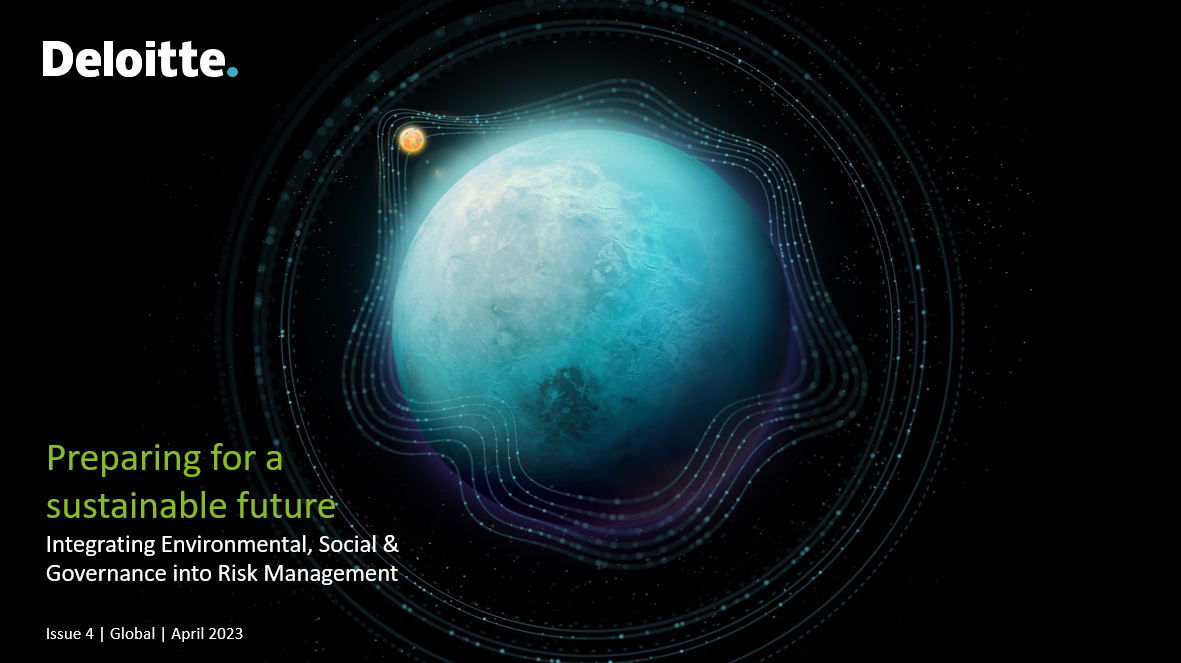 Deloitte.
Preparing for a
sustainable future
Integrating Environmental, Social &
Governance into Risk Management
Issue 4 | Global | April 2023